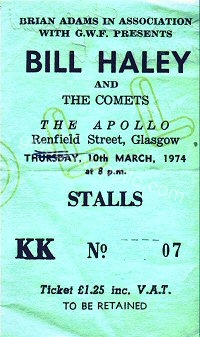 BRIAN ADAMS IN ASSOCIATION
WITH G.W.F. PRESENTS
BILL HALEY
AND
THE COMETS
THE APOLLO
Renfield Street, Glasgow
THURSDAY, 10th MARCH, 1974
at 8 p.m.
STALLS
KK Nº 07
Ticket £1.25 inc. V.A.T.
TO BE RETAINED